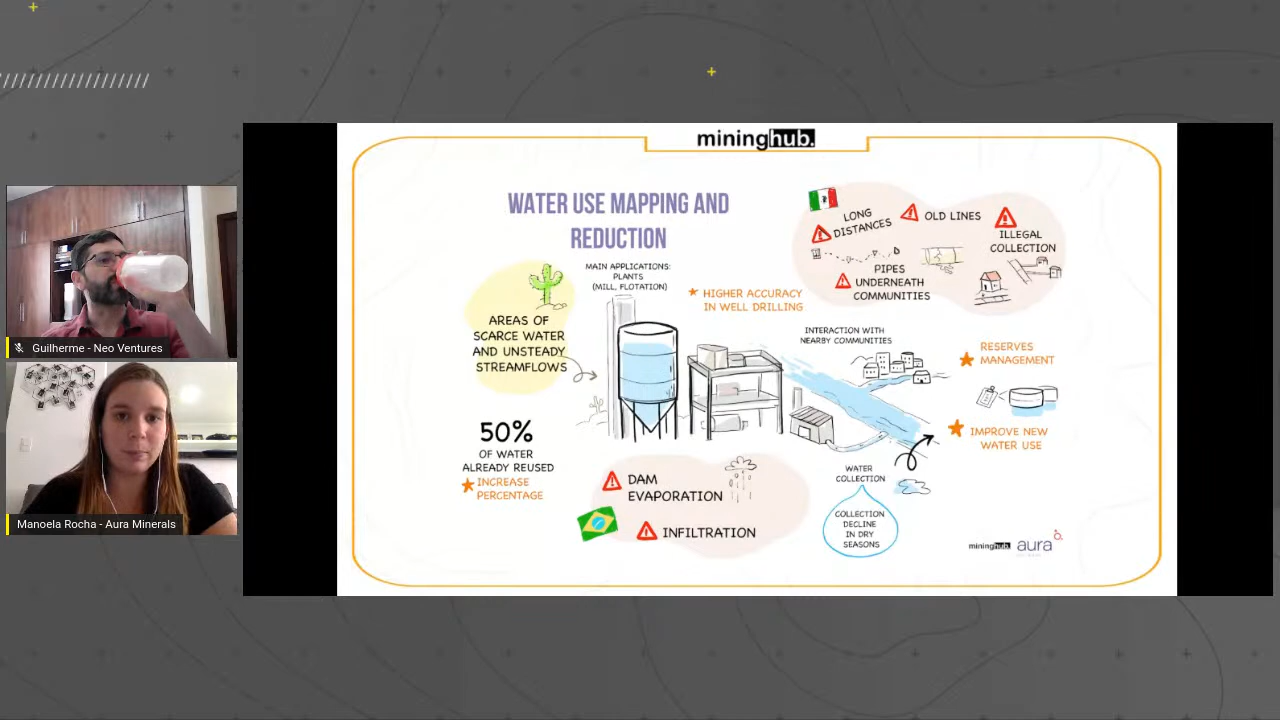 mininghub.
WATER USE MAPPING AND
REDUCTION
MAIN APPLICATIONS:
PLANTS
(MILL, FLOTATION)
LONG
DISTANCES
OLD LINES
ILLEGAL
COLLECTION
PIPES
UNDERNEATH
COMMUNITIES
HIGHER ACCURACY
IN WELL DRILLING
AREAS OF
SCARCE WATER
AND UNSTEADY
STREAMFLOWS
INTERACTION WITH
NEARBY COMMUNITIES
RESERVES
MANAGEMENT
IMPROVE NEW
WATER USE
50%
OF WATER
ALREADY REUSED
INCREASE
PERCENTAGE
DAM
EVAPORATION
INFILTRATION
WATER
COLLECTION
COLLECTION
DECLINE
IN DRY
SEASONS
mininghub.
aura
Guilherme - Neo Ventures
Manoela Rocha - Aura Minerals